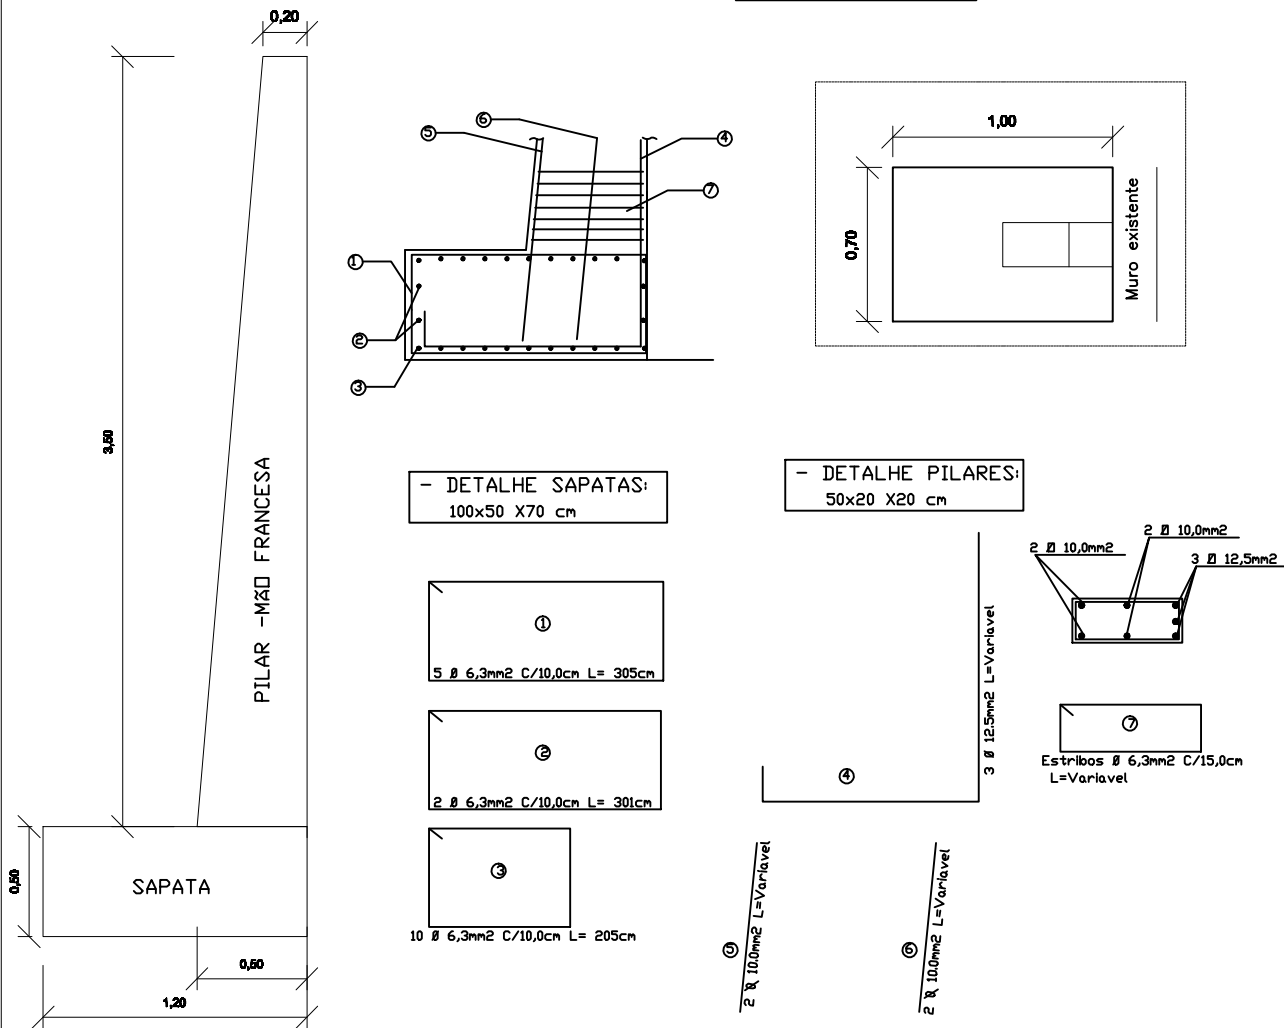 0,20
3,50
PILAR -MÃO FRANCESA
SAPATA
0,50
0,50
1,20
5
6
4
7
1
2
3
1,00
0,70
Muro existente
- DETALHE SAPATAS:
100x50 X70 cm
1
5 Ø 6,3mm2 C/10,0cm L= 305cm
2
2 Ø 6,3mm2 C/10,0cm L= 301cm
3
10 Ø 6,3mm2 C/10,0cm L= 205cm
- DETALHE PILARES:
50x20 X20 cm
4
3 Ø 12.5mm2 L=Variavel
5
2 Ø 10.0mm2 L=Variavel
6
2 Ø 10.0mm2 L=Variavel
2 Ø 10,0mm2
2 Ø 10,0mm2
3 Ø 12,5mm2
7
Estribos Ø 6,3mm2 C/15,0cm
L=Variavel